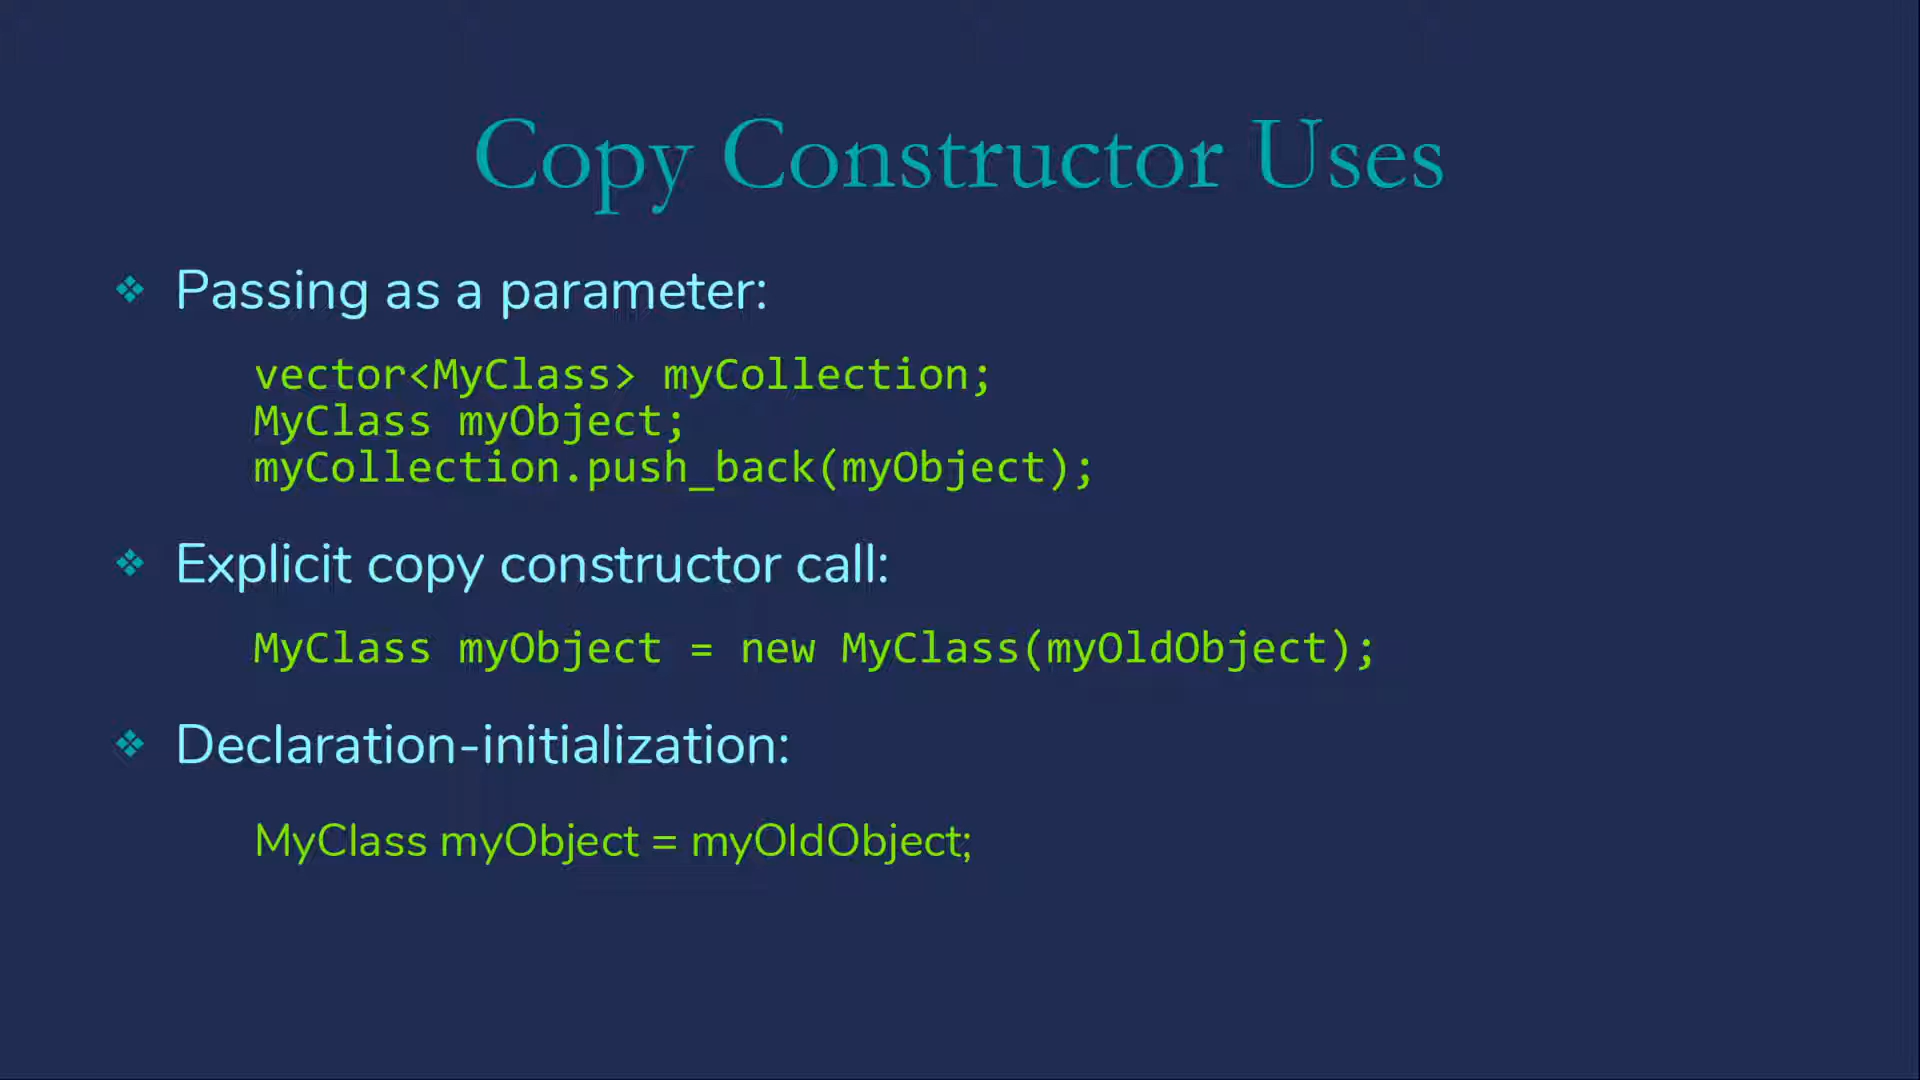 Copy Constructor Uses
Passing as a parameter:
vector<MyClass> myCollection;
MyClass myObject;
myCollection.push_back(myObject);
Explicit copy constructor call:
MyClass myObject = new MyClass(myOldObject);
Declaration-initialization:
MyClass myObject = myOldObject;